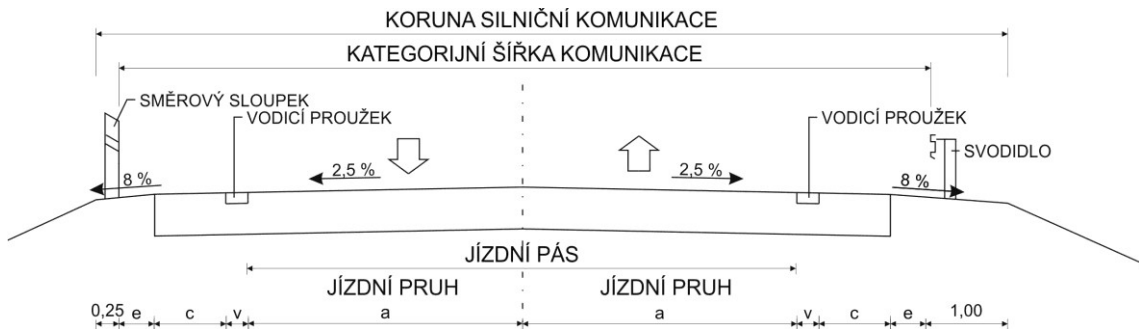 KORUNA SILNIČNÍ KOMUNIKACE
KATEGORIJNÍ ŠÍŘKA KOMUNIKACE
SMĚROVÝ SLOUPEK
VODICÍ PROUŽEK
VODICÍ PROUŽEK
SVODIDLO
8 %
2,5 %
2,5 %
8 %
JÍZDNÍ PÁS
JÍZDNÍ PRUH
JÍZDNÍ PRUH
0,25 e c v a a v c e 1,00